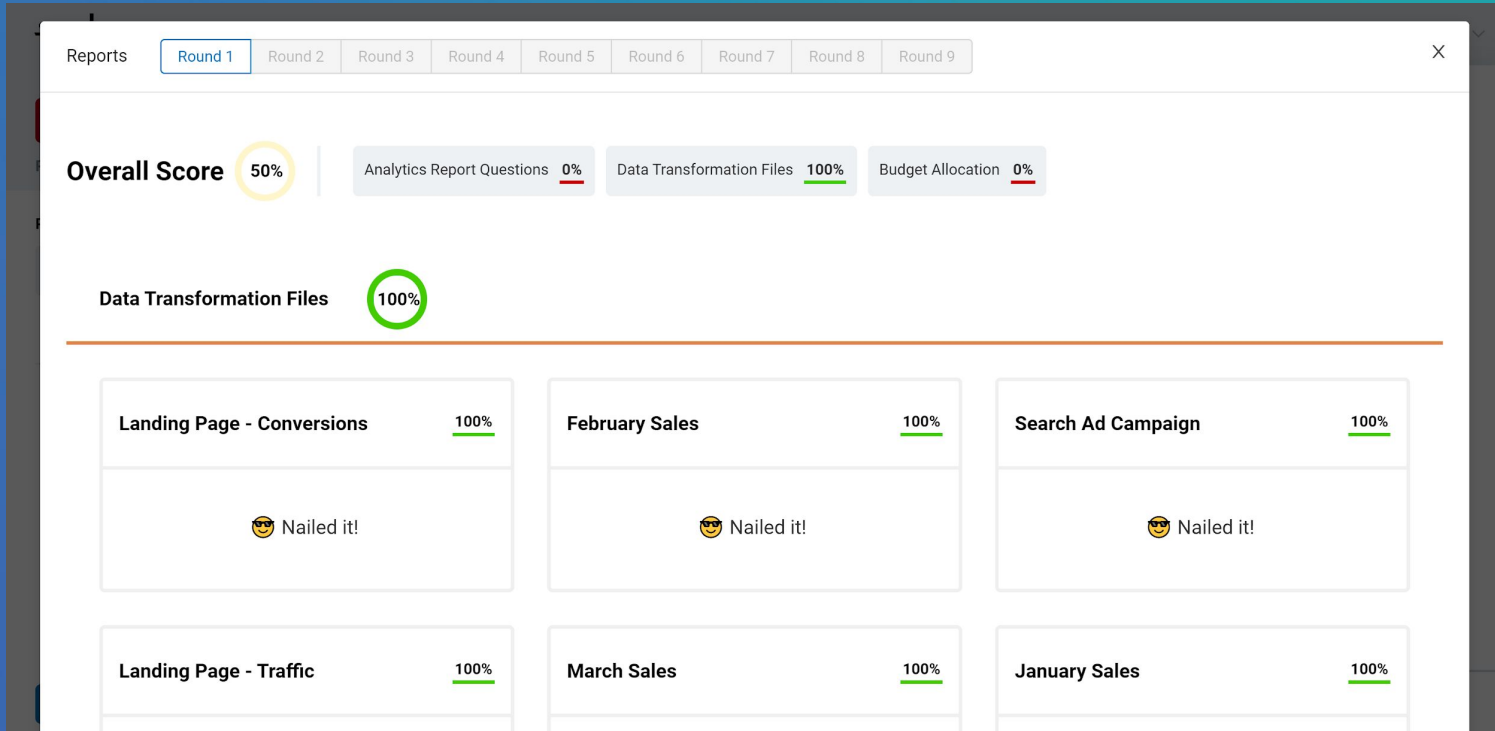 Reports Round 1 Round 2 Round 3 Round 4 Round 5 Round 6 Round 7 Round 8 Round 9
Overall Score 50% Analytics Report Questions 0% Data Transformation Files 100% Budget Allocation 0%
Data Transformation Files 100%
Landing Page - Conversions 100% February Sales 100% Search Ad Campaign 100%
😎 Nailed it! 😎 Nailed it! 😎 Nailed it!
Landing Page - Traffic 100% March Sales 100% January Sales 100%